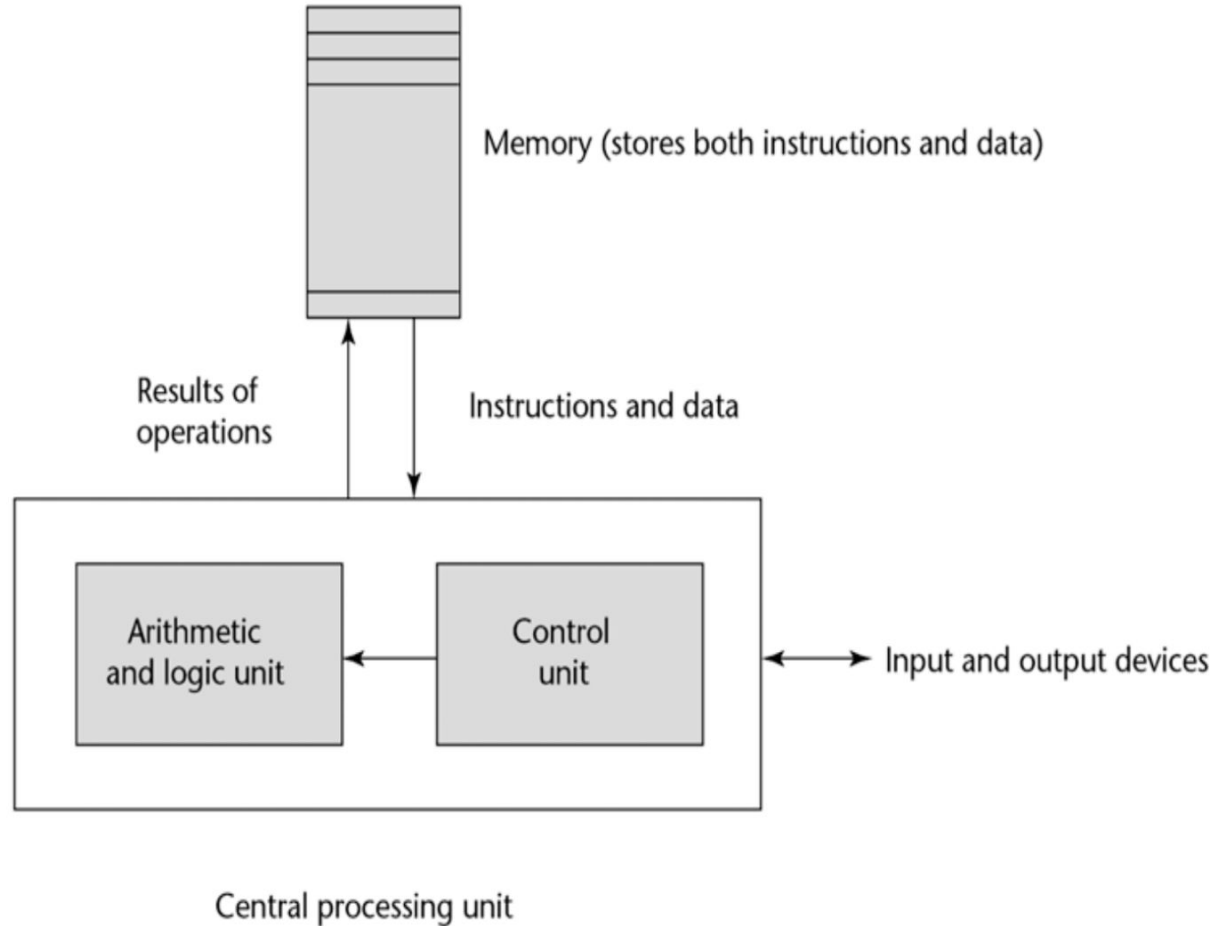 Memory (stores both instructions and data)
Results of
operations
Instructions and data
Arithmetic
and logic unit
Control
unit
Input and output devices
Central processing unit